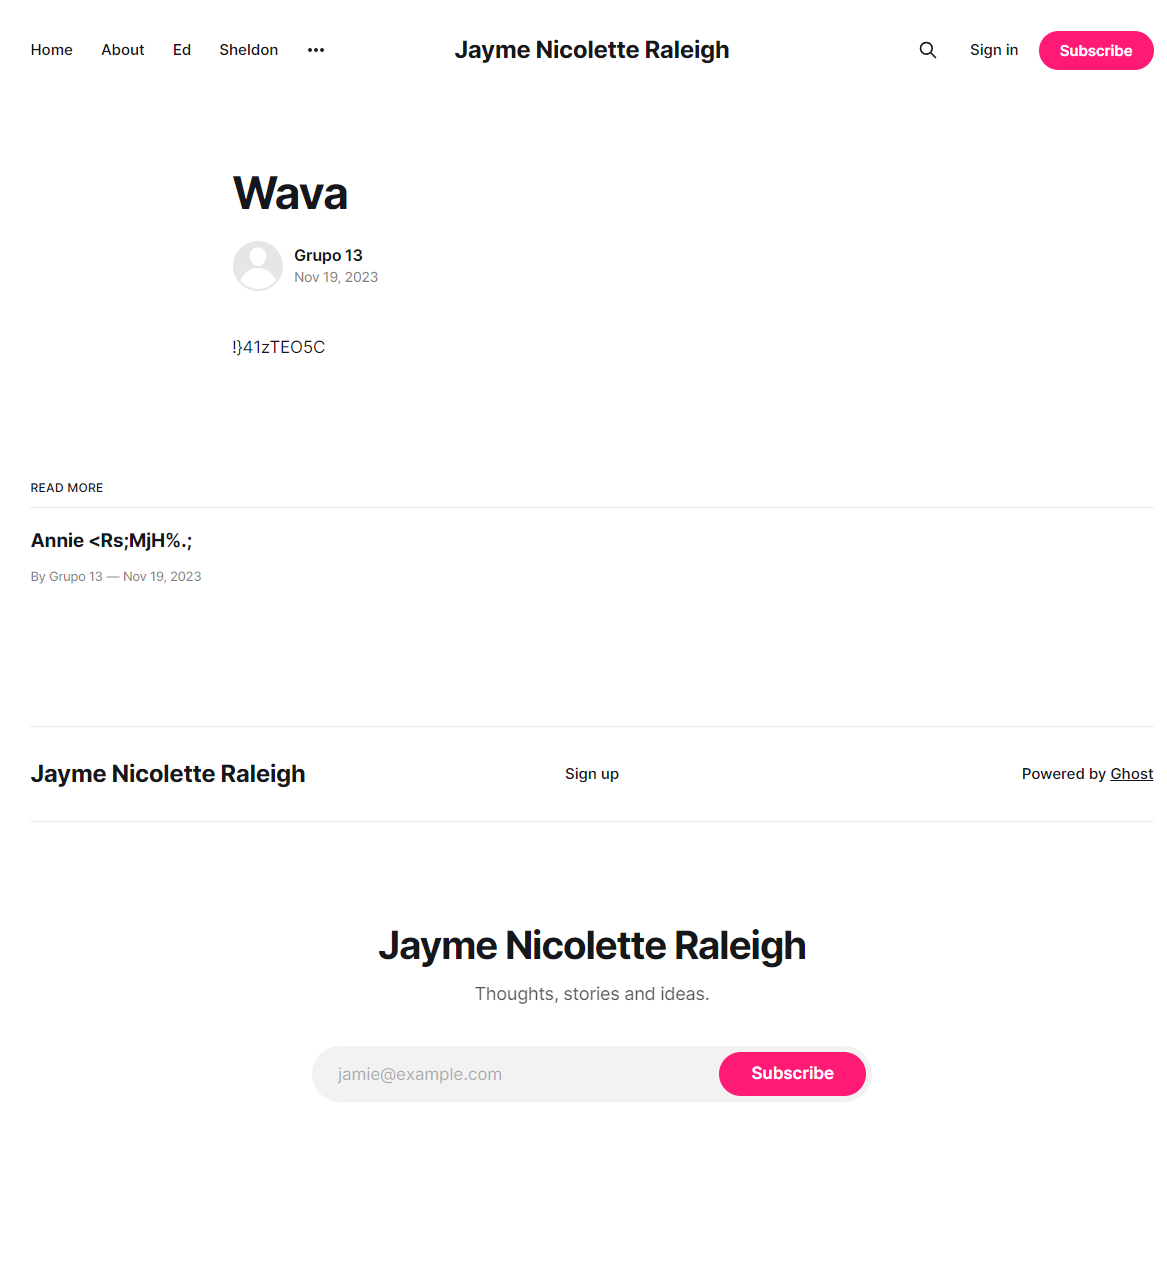 Home About Ed Sheldon ••• Jayme Nicolette Raleigh Sign in Subscribe
Wava
Grupo 13
Nov 19, 2023
!}41zTEO5C
READ MORE
Annie <Rs;MjH%.;
By Grupo 13 — Nov 19, 2023
Jayme Nicolette Raleigh Sign up Powered by Ghost
Jayme Nicolette Raleigh
Thoughts, stories and ideas.
jamie@example.com Subscribe